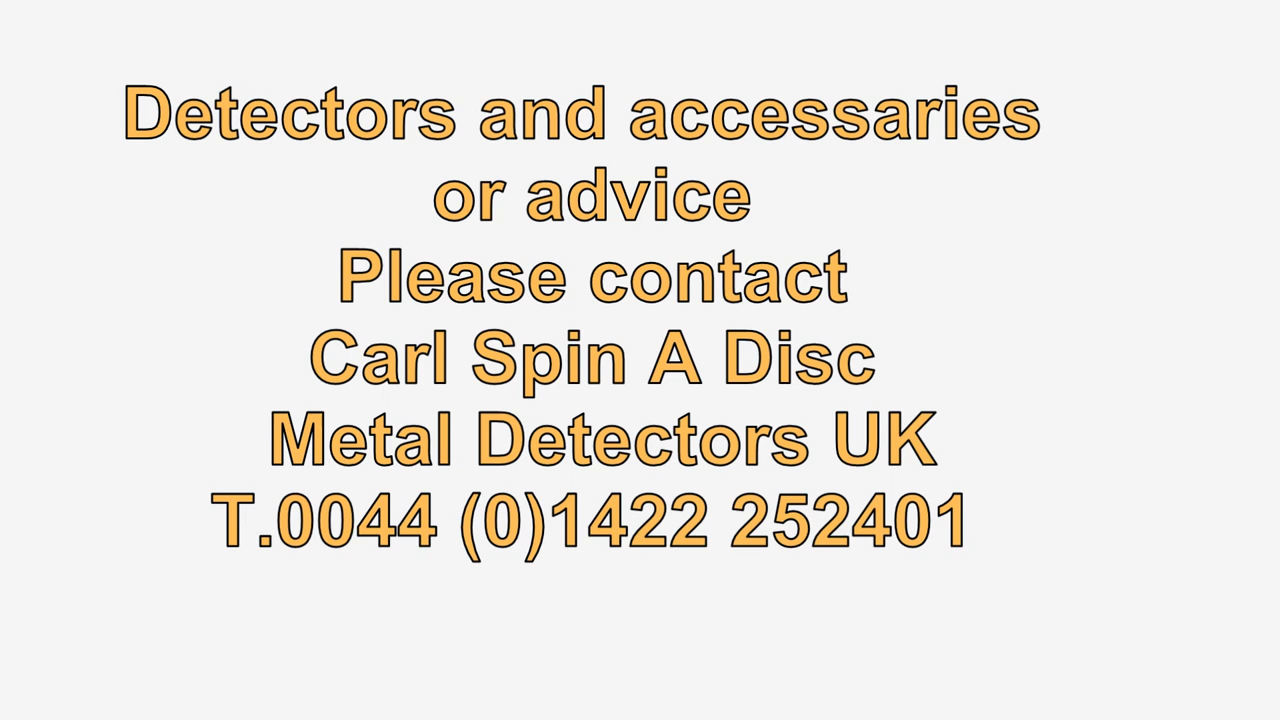 Detectors and accessaries
or advice
Please contact
Carl Spin A Disc
Metal Detectors UK
T.0044 (0)1422 252401